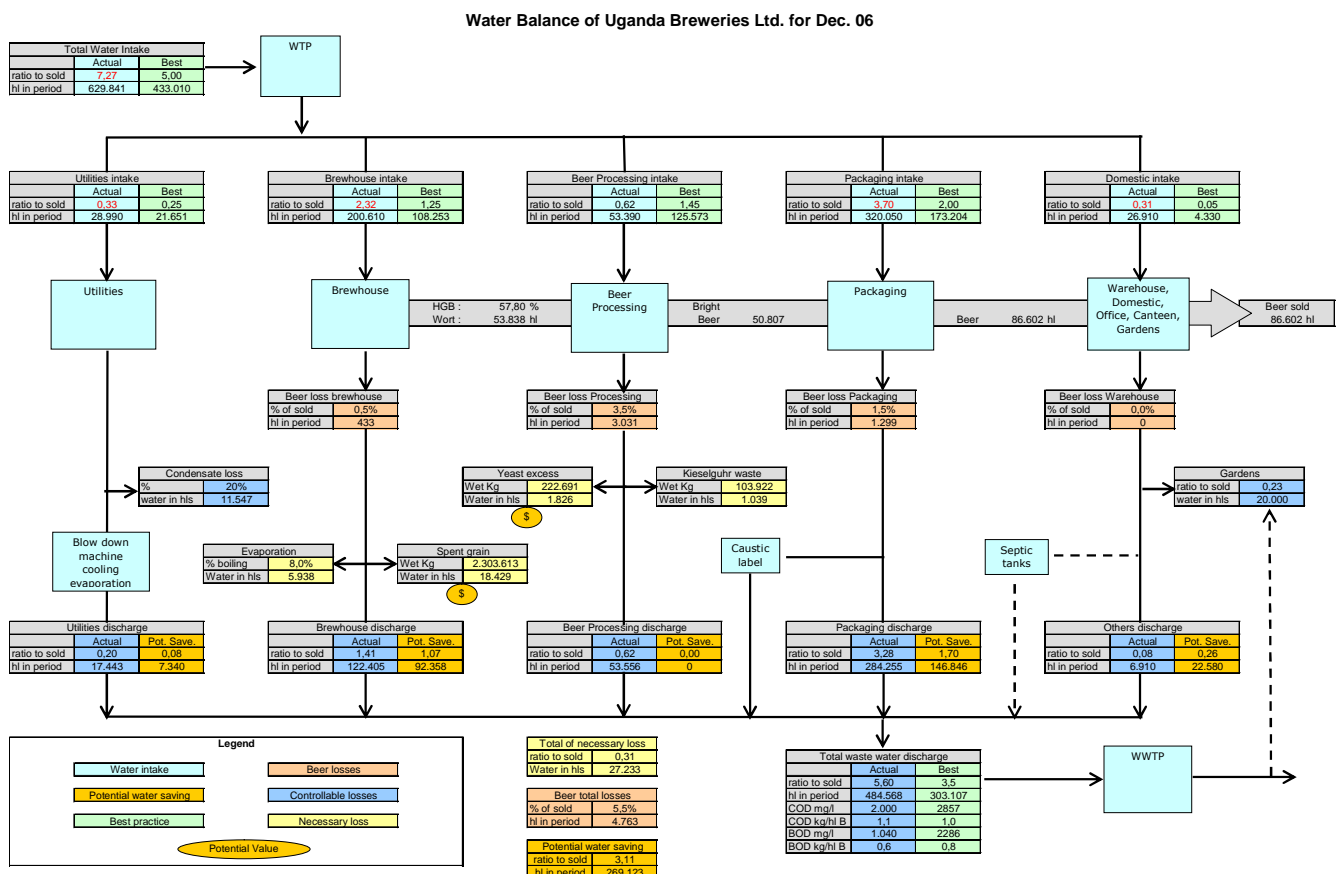 Water Balance of Uganda Breweries Ltd. for Dec. 06
Total Water Intake
Actual Best
ratio to sold 7,27 5,00
hl in period 629.841 433.010
WTP
Utilities intake
Actual Best
ratio to sold 0,33 0,25
hl in period 28.990 21.651
Brewhouse intake
Actual Best
ratio to sold 2,32 1,25
hl in period 200.610 108.253
Beer Processing intake
Actual Best
ratio to sold 0,62 1,45
hl in period 53.390 125.573
Packaging intake
Actual Best
ratio to sold 3,70 2,00
hl in period 320.050 173.204
Domestic intake
Actual Best
ratio to sold 0,31 0,05
hl in period 26.910 4.330
Utilities
Brewhouse
HGB : 57,80 %
Wort : 53.838 hl
Beer
Processing
Bright
Beer 50.807
Packaging
Beer 86.602 hl
Warehouse,
Domestic,
Office, Canteen,
Gardens
Beer sold
86.602 hl
Beer loss brewhouse
% of sold 0,5%
hl in period 433
Beer loss Processing
% of sold 3,5%
hl in period 3.031
Beer loss Packaging
% of sold 1,5%
hl in period 1.299
Beer loss Warehouse
% of sold 0,0%
hl in period 0
Condensate loss
% 20%
water in hls 11.547
Yeast excess
Wet Kg 222.691
Water in hls 1.826
$
Kieselguhr waste
Wet Kg 103.922
Water in hls 1.039
Gardens
ratio to sold 0,23
water in hls 20.000
Blow down
machine
cooling
evaporation
Evaporation
% boiling 8,0%
Water in hls 5.938
Spent grain
Wet Kg 2.303.613
Water in hls 18.429
$
Caustic
label
Septic
tanks
Utilities discharge
Actual Pot. Save.
ratio to sold 0,20 0,08
hl in period 17.443 7.340
Brewhouse discharge
Actual Pot. Save.
ratio to sold 1,41 1,07
hl in period 122.405 92.358
Beer Processing discharge
Actual Pot. Save.
ratio to sold 0,62 0,00
hl in period 53.556 0
Packaging discharge
Actual Pot. Save.
ratio to sold 3,28 1,70
hl in period 284.255 146.846
Others discharge
Actual Pot. Save.
ratio to sold 0,08 0,26
hl in period 6.910 22.580
Legend
Water intake
Beer losses
Potential water saving
Controllable losses
Best practice
Necessary loss
Potential Value
Total of necessary loss
ratio to sold 0,31
Water in hls 27.233
Beer total losses
% of sold 5,5%
hl in period 4.763
Potential water saving
ratio to sold 3,11
hl in period 269.123
Total waste water discharge
Actual Best
ratio to sold 5,60 3,5
hl in period 484.568 303.107
COD mg/l 2.000 2857
COD kg/hl B 1,1 1,0
BOD mg/l 1.040 2286
BOD kg/hl B 0,6 0,8
WWTP